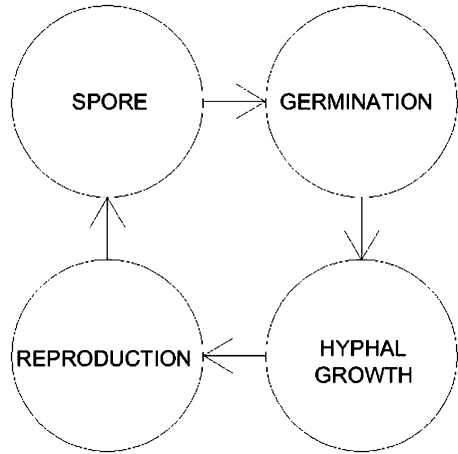 SPORE
GERMINATION
REPRODUCTION
HYPHAL
GROWTH